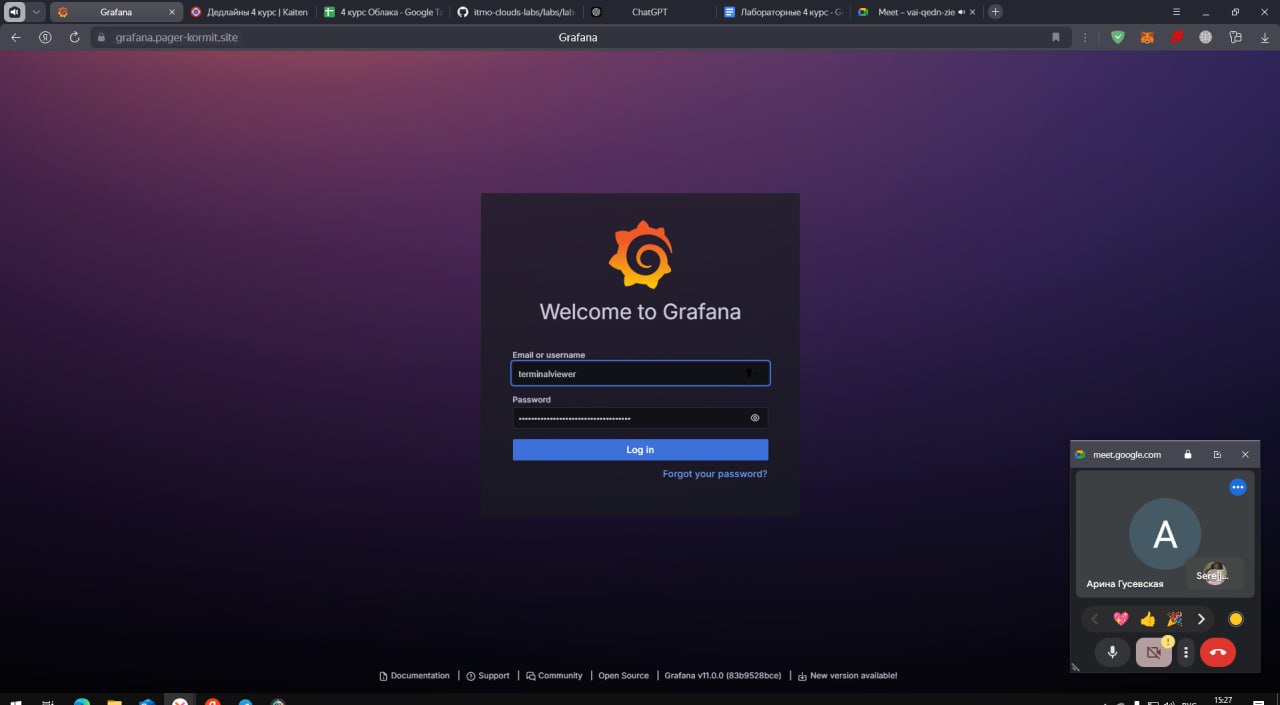 Grafana
Дедлайны 4 курс | Kaiten
4 курс Облака - Google Та
itmo-clouds-labs/labs/lab
ChatGPT
Лабораторные 4 курс - Go
Meet – vai-qedn-zie
grafana.pager-kormit.site
Grafana
Welcome to Grafana
Email or username
terminalviewer
Password
Log in
Forgot your password?
meet.google.com
A
Serejj...
Арина Гусевская
Documentation | Support | Community | Open Source | Grafana v11.0.0 (83b9528bce) | New version available!
РУС
15:27